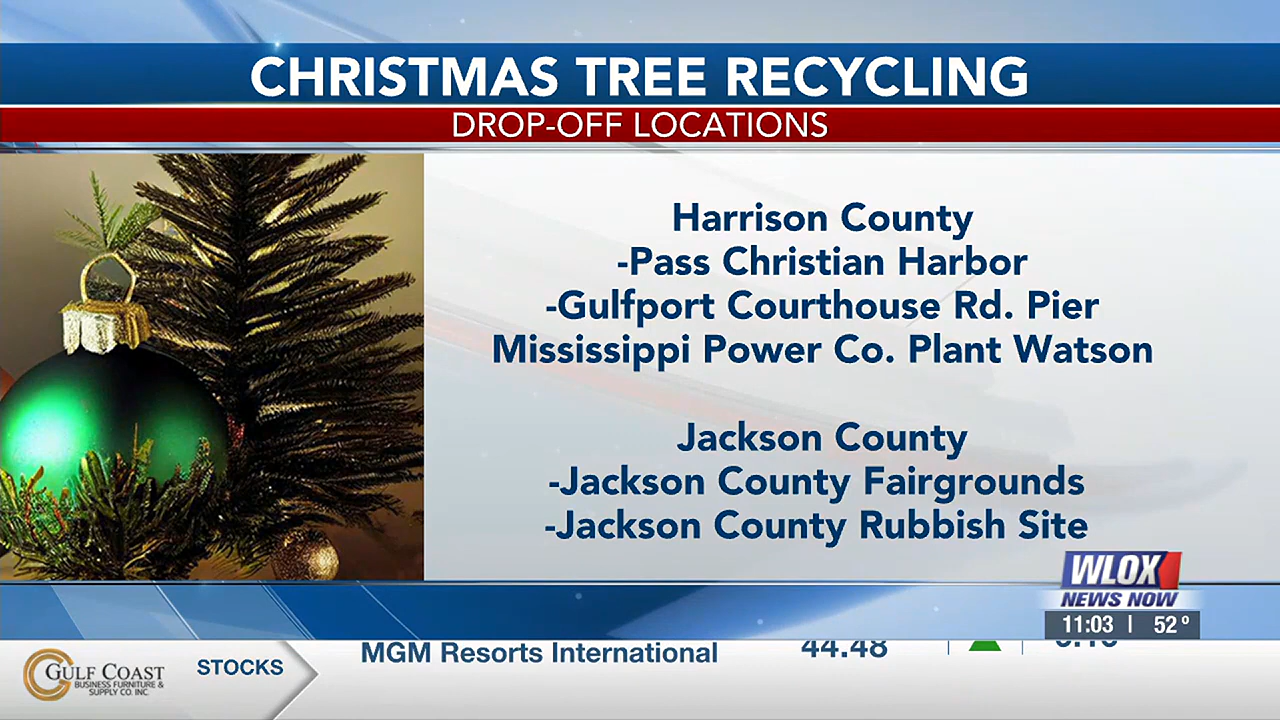 CHRISTMAS TREE RECYCLING
DROP-OFF LOCATIONS
Harrison County
-Pass Christian Harbor
-Gulfport Courthouse Rd. Pier
Mississippi Power Co. Plant Watson
Jackson County
-Jackson County Fairgrounds
-Jackson County Rubbish Site
WLOX
NEWS NOW
11:03 | 52°
GULF COAST
BUSINESS FURNITURE &
SUPPLY CO. INC.
STOCKS
MGM Resorts International 44.48